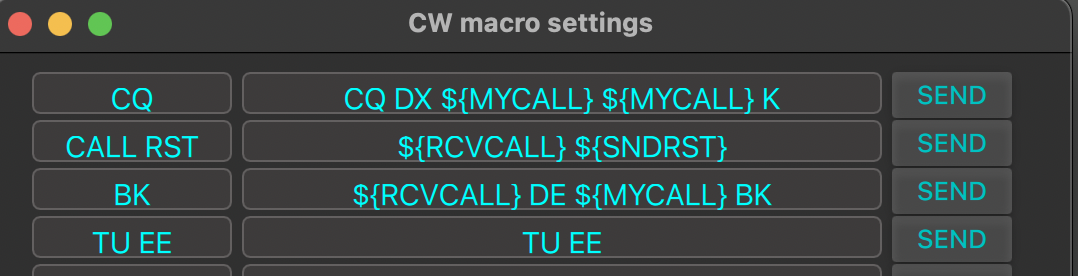 CW macro settings
CQ CQ DX ${MYCALL} ${MYCALL} K SEND
CALL RST ${RCVCALL} ${SNDRST} SEND
BK ${RCVCALL} DE ${MYCALL} BK SEND
TU EE TU EE SEND